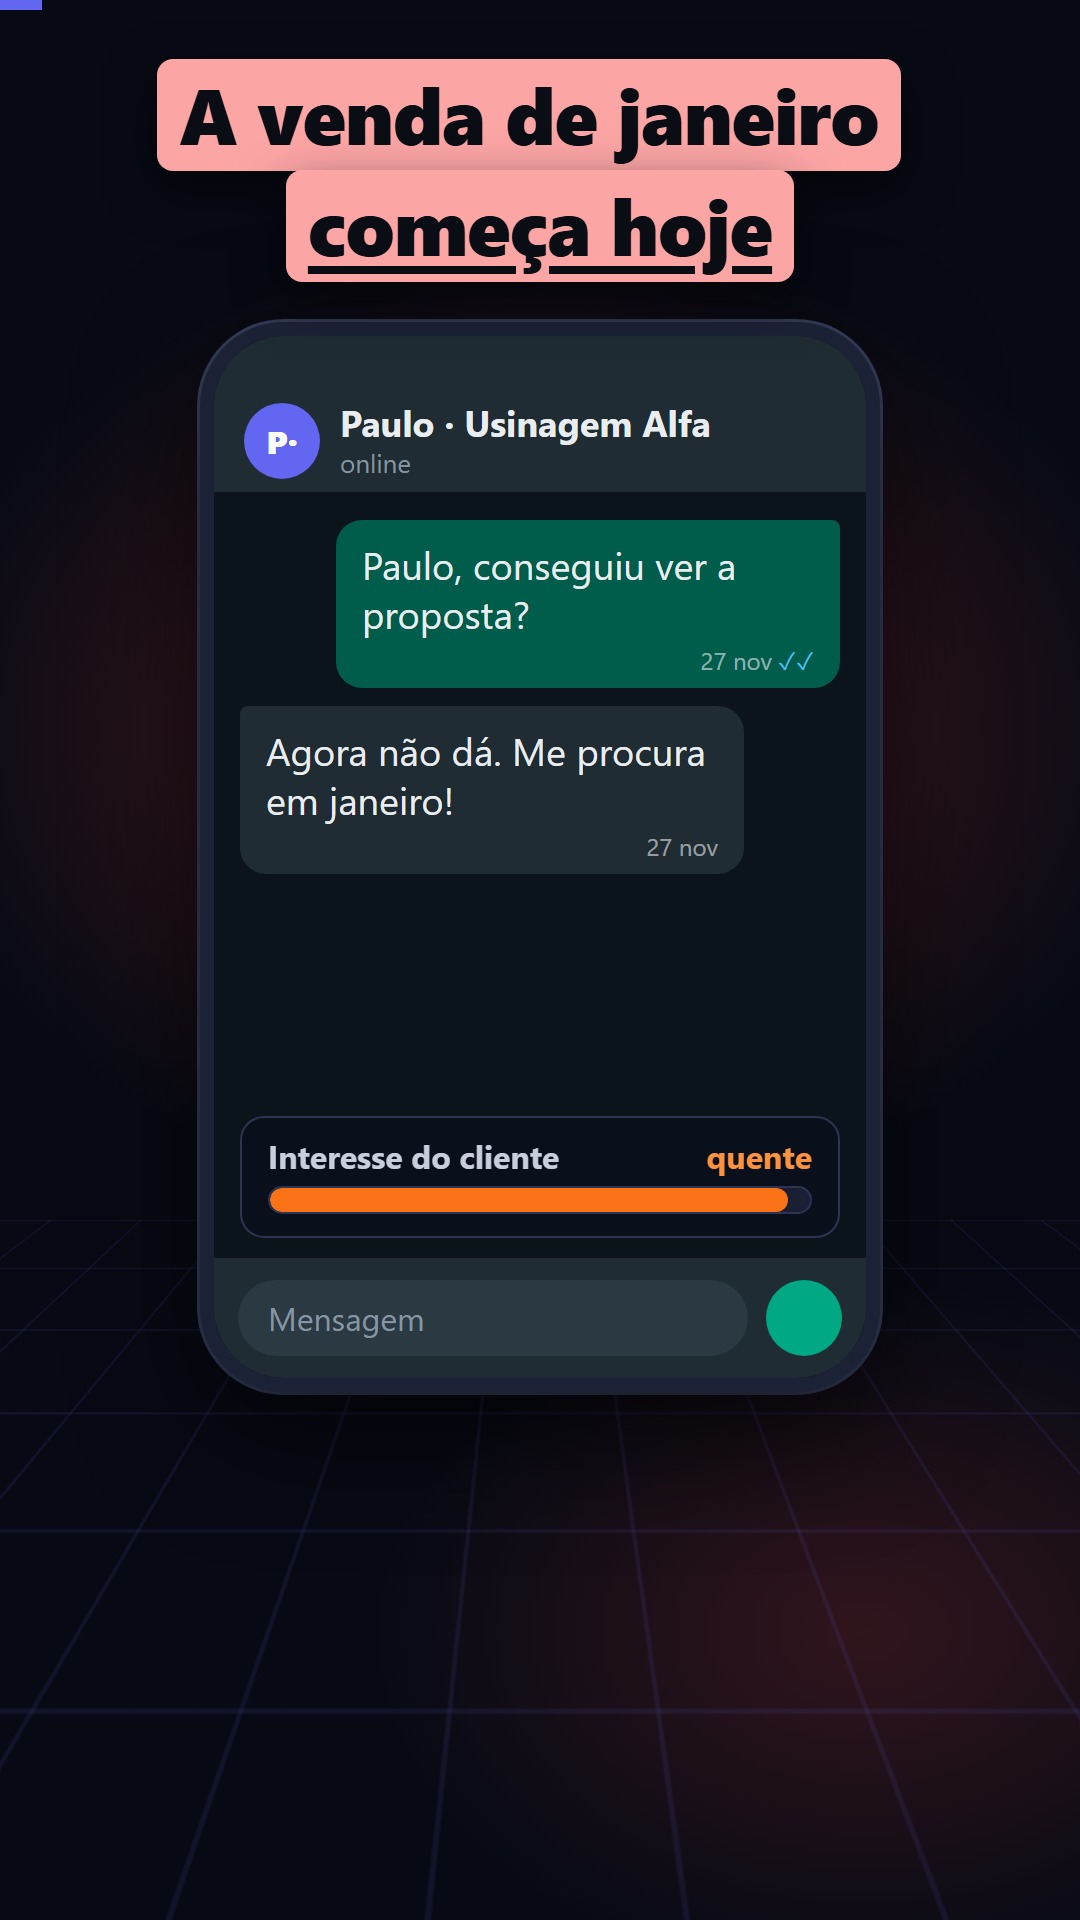 A venda de janeiro
começa hoje
P·
Paulo · Usinagem Alfa
online
Paulo, conseguiu ver a
proposta?
27 nov ✓✓
Agora não dá. Me procura
em janeiro!
27 nov
Interesse do cliente quente
Mensagem